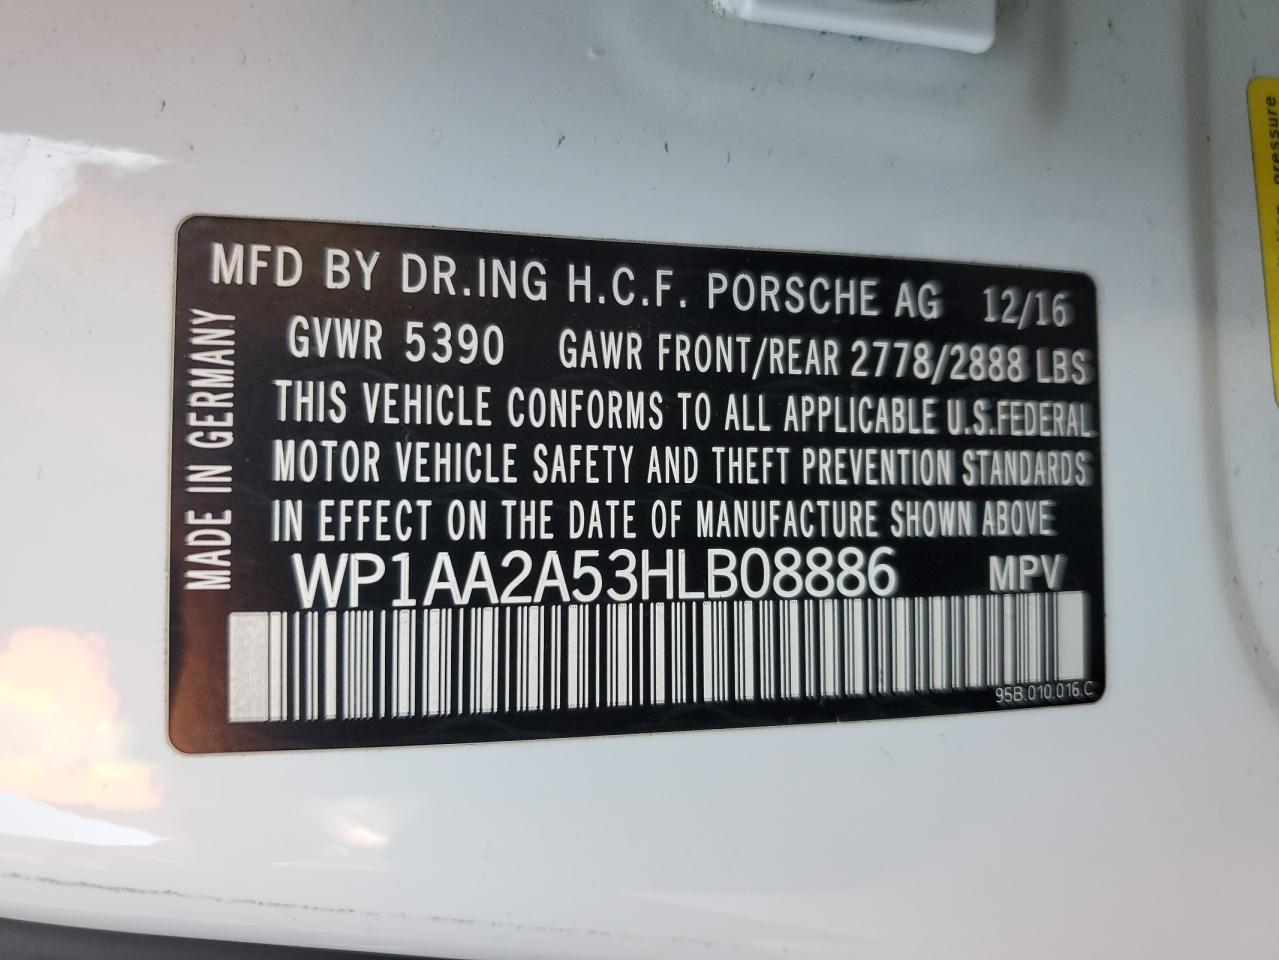 MFD BY DR.ING H.C.F. PORSCHE AG 12/16
GVWR 5390 GAWR FRONT/REAR 2778/2888 LBS
THIS VEHICLE CONFORMS TO ALL APPLICABLE U.S.FEDERAL
MOTOR VEHICLE SAFETY AND THEFT PREVENTION STANDARDS
IN EFFECT ON THE DATE OF MANUFACTURE SHOWN ABOVE
WP1AA2A53HLB08886 MPV
95B.010.016.C
MADE IN GERMANY
pressure